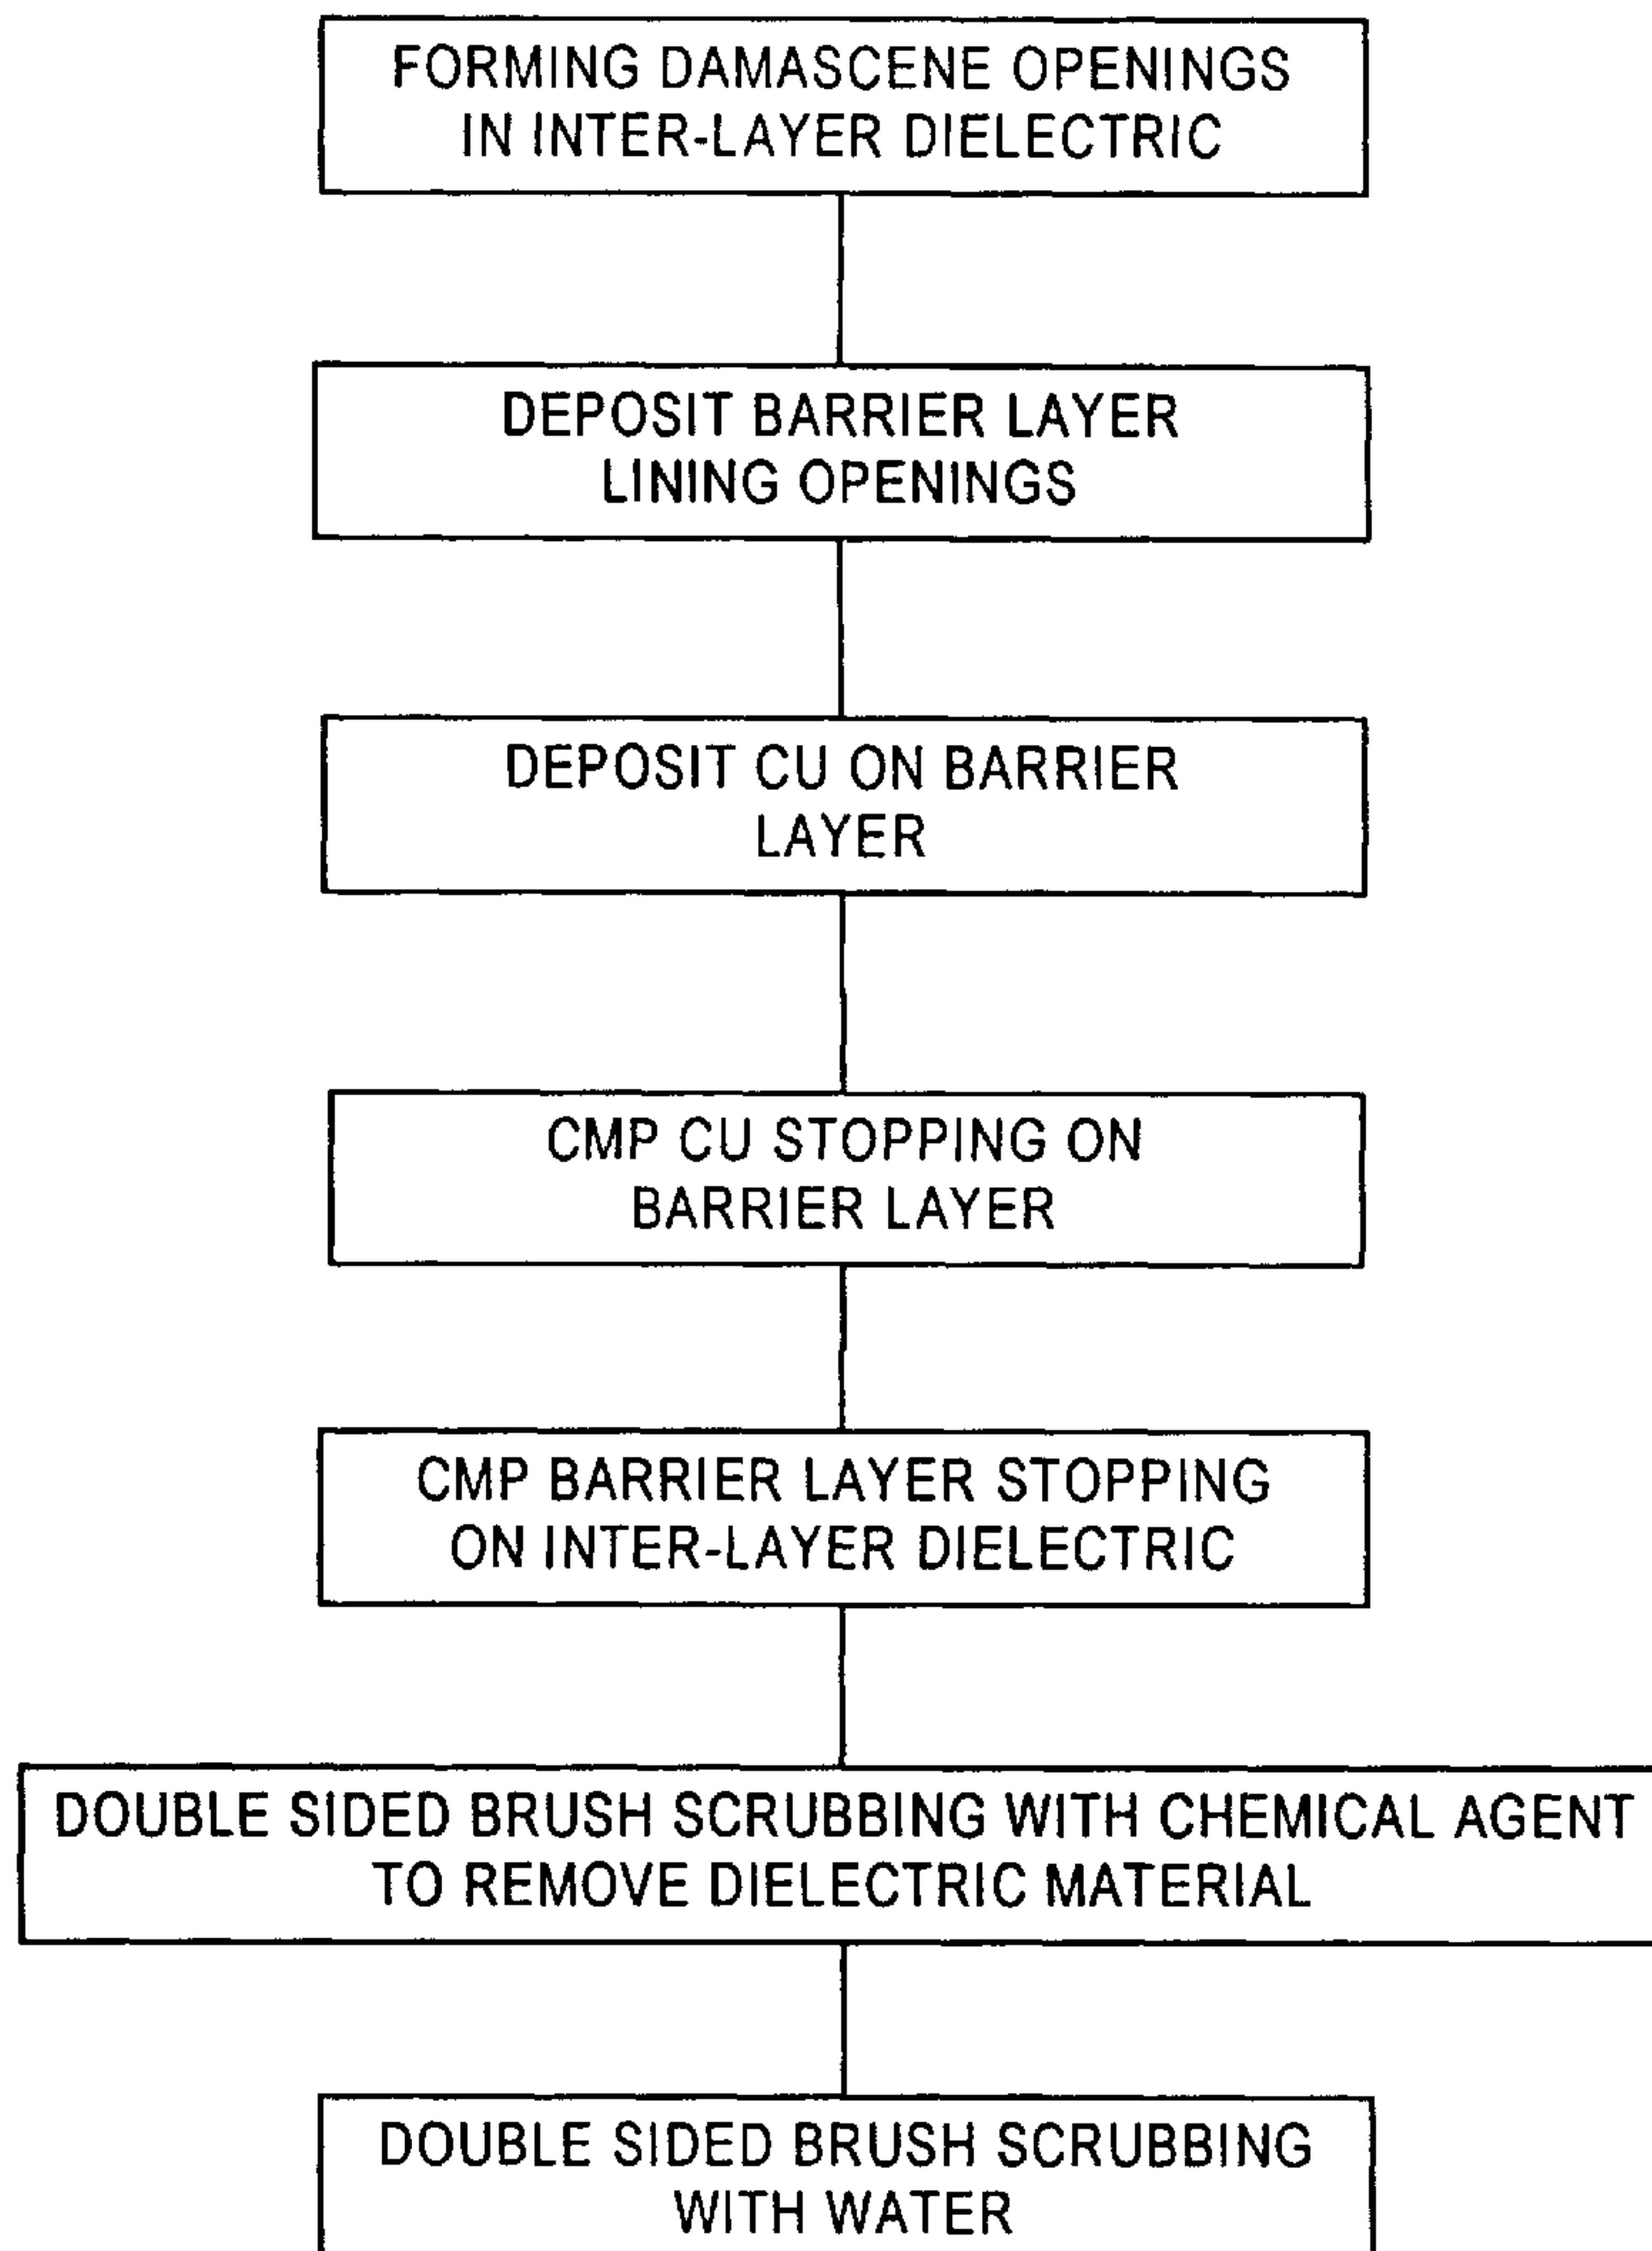 FORMING DAMASCENE OPENINGS
IN INTER-LAYER DIELECTRIC
DEPOSIT BARRIER LAYER
LINING OPENINGS
DEPOSIT CU ON BARRIER
LAYER
CMP CU STOPPING ON
BARRIER LAYER
CMP BARRIER LAYER STOPPING
ON INTER-LAYER DIELECTRIC
DOUBLE SIDED BRUSH SCRUBBING WITH CHEMICAL AGENT
TO REMOVE DIELECTRIC MATERIAL
DOUBLE SIDED BRUSH SCRUBBING
WITH WATER